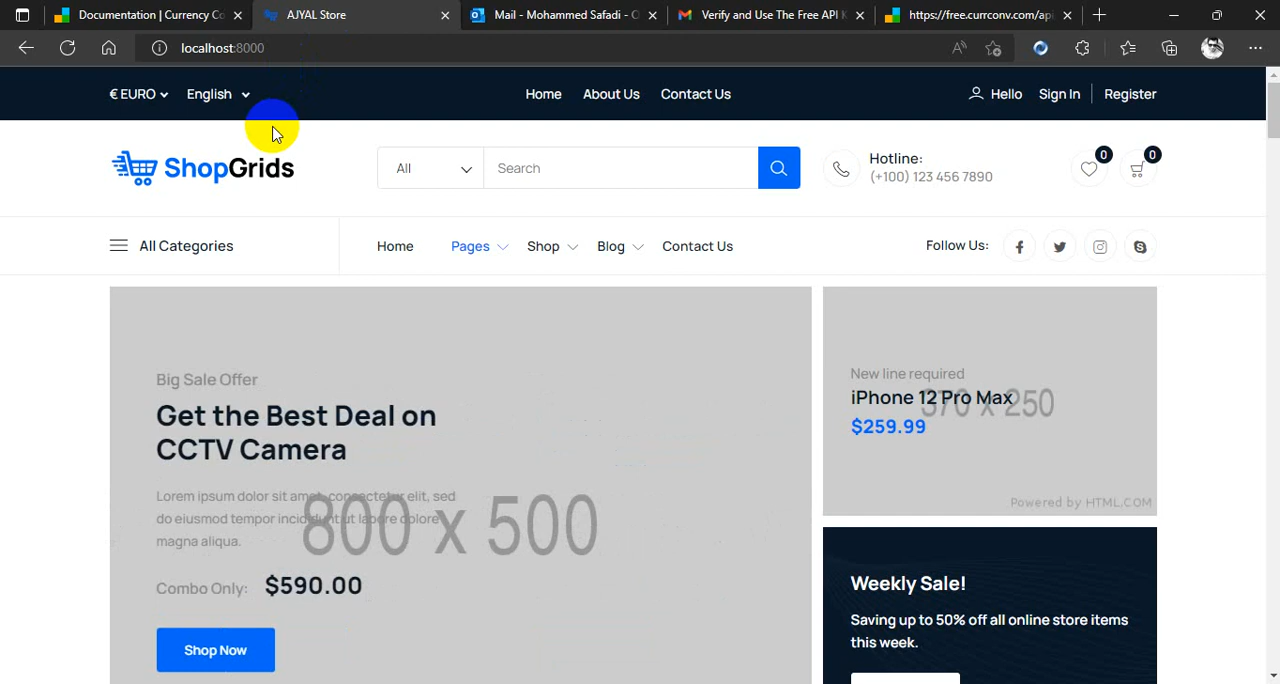 Documentation | Currency Co
AJYAL Store
Mail - Mohammed Safadi - O
Verify and Use The Free API K
https://free.currconv.com/api
localhost:8000
€ EURO
English
Home
About Us
Contact Us
Hello
Sign In
Register
ShopGrids
All
Search
Hotline:
(+100) 123 456 7890
0
0
All Categories
Home
Pages
Shop
Blog
Contact Us
Follow Us:
Big Sale Offer
Get the Best Deal on
CCTV Camera
Lorem ipsum dolor sit amet, consectetur elit, sed
do eiusmod tempor incididunt ut labore dolore
magna aliqua.
800 x 500
Combo Only: $590.00
Shop Now
New line required
iPhone 12 Pro Max
370 x 250
$259.99
Powered by HTML.COM
Weekly Sale!
Saving up to 50% off all online store items
this week.